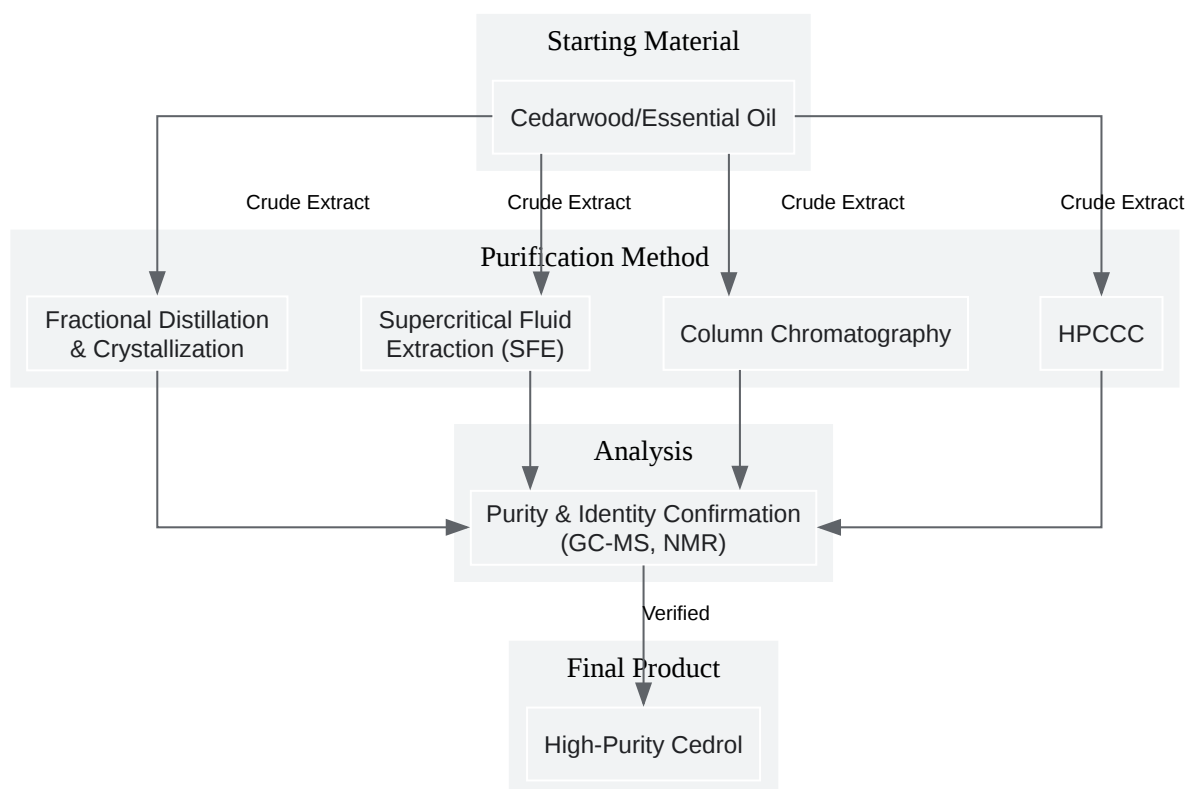 Starting Material
Cedarwood/Essential Oil
Crude Extract
Crude Extract
Crude Extract
Crude Extract
Purification Method
Fractional Distillation
& Crystallization
Supercritical Fluid
Extraction (SFE)
Column Chromatography
HPCCC
Analysis
Purity & Identity Confirmation
(GC-MS, NMR)
Verified
Final Product
High-Purity Cedrol